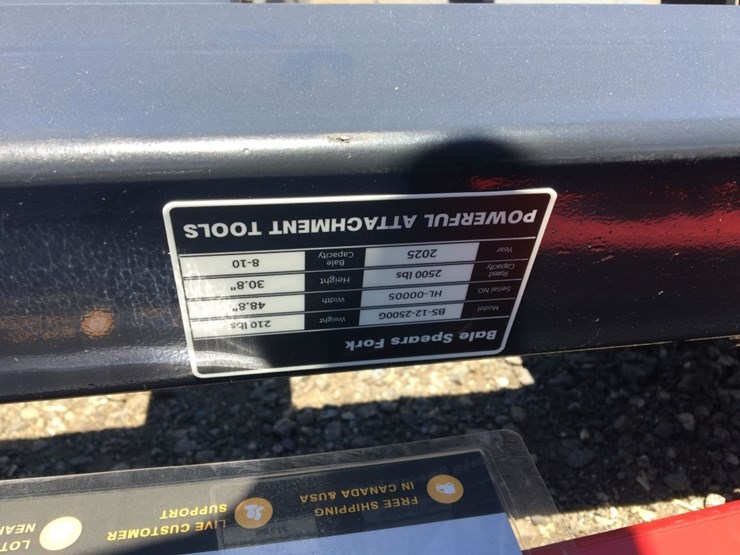 Bale Spears Fork
Model BS-12-2500G Weight 210 lbs
Serial NO. HL-00005 Width 48.8"
Rated Capacity 2500 lbs Height 30.8"
Year 2025 Bale Capacity 8-10
POWERFUL ATTACHMENT TOOLS
FREE SHIPPING
IN CANADA & USA
LIVE CUSTOMER
SUPPORT